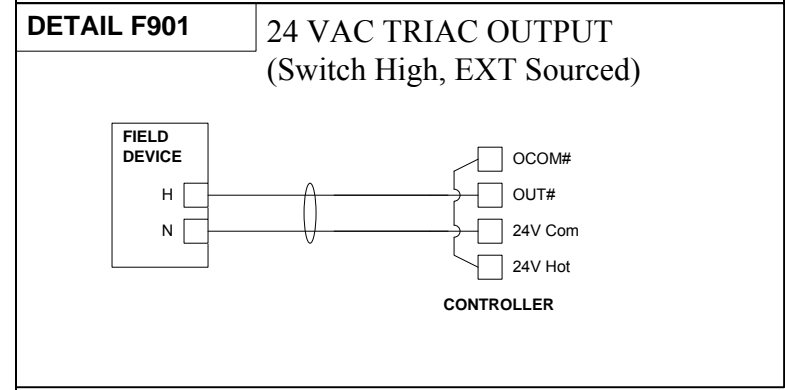 DETAIL F901
24 VAC TRIAC OUTPUT
(Switch High, EXT Sourced)
FIELD
DEVICE
H
N
OCOM#
OUT#
24V Com
24V Hot
CONTROLLER